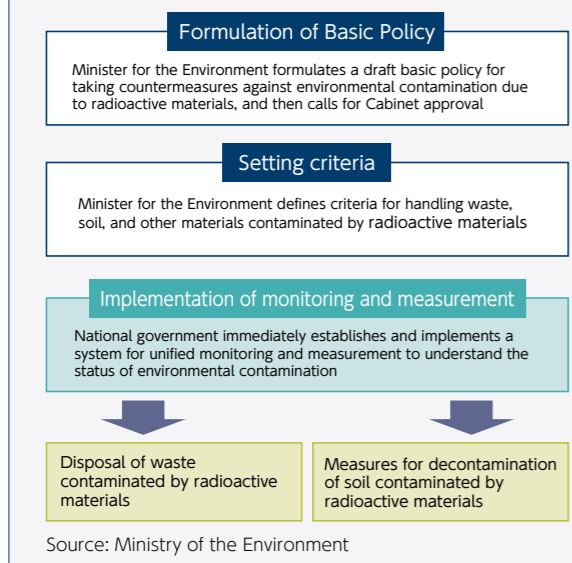 Formulation of Basic Policy
Minister for the Environment formulates a draft basic policy for
taking countermeasures against environmental contamination due
to radioactive materials, and then calls for Cabinet approval
Setting criteria
Minister for the Environment defines criteria for handling waste,
soil, and other materials contaminated by radioactive materials
Implementation of monitoring and measurement
National government immediately establishes and implements a
system for unified monitoring and measurement to understand the
status of environmental contamination
Disposal of waste
contaminated by radioactive
materials
Measures for decontamination
of soil contaminated by
radioactive materials
Source: Ministry of the Environment